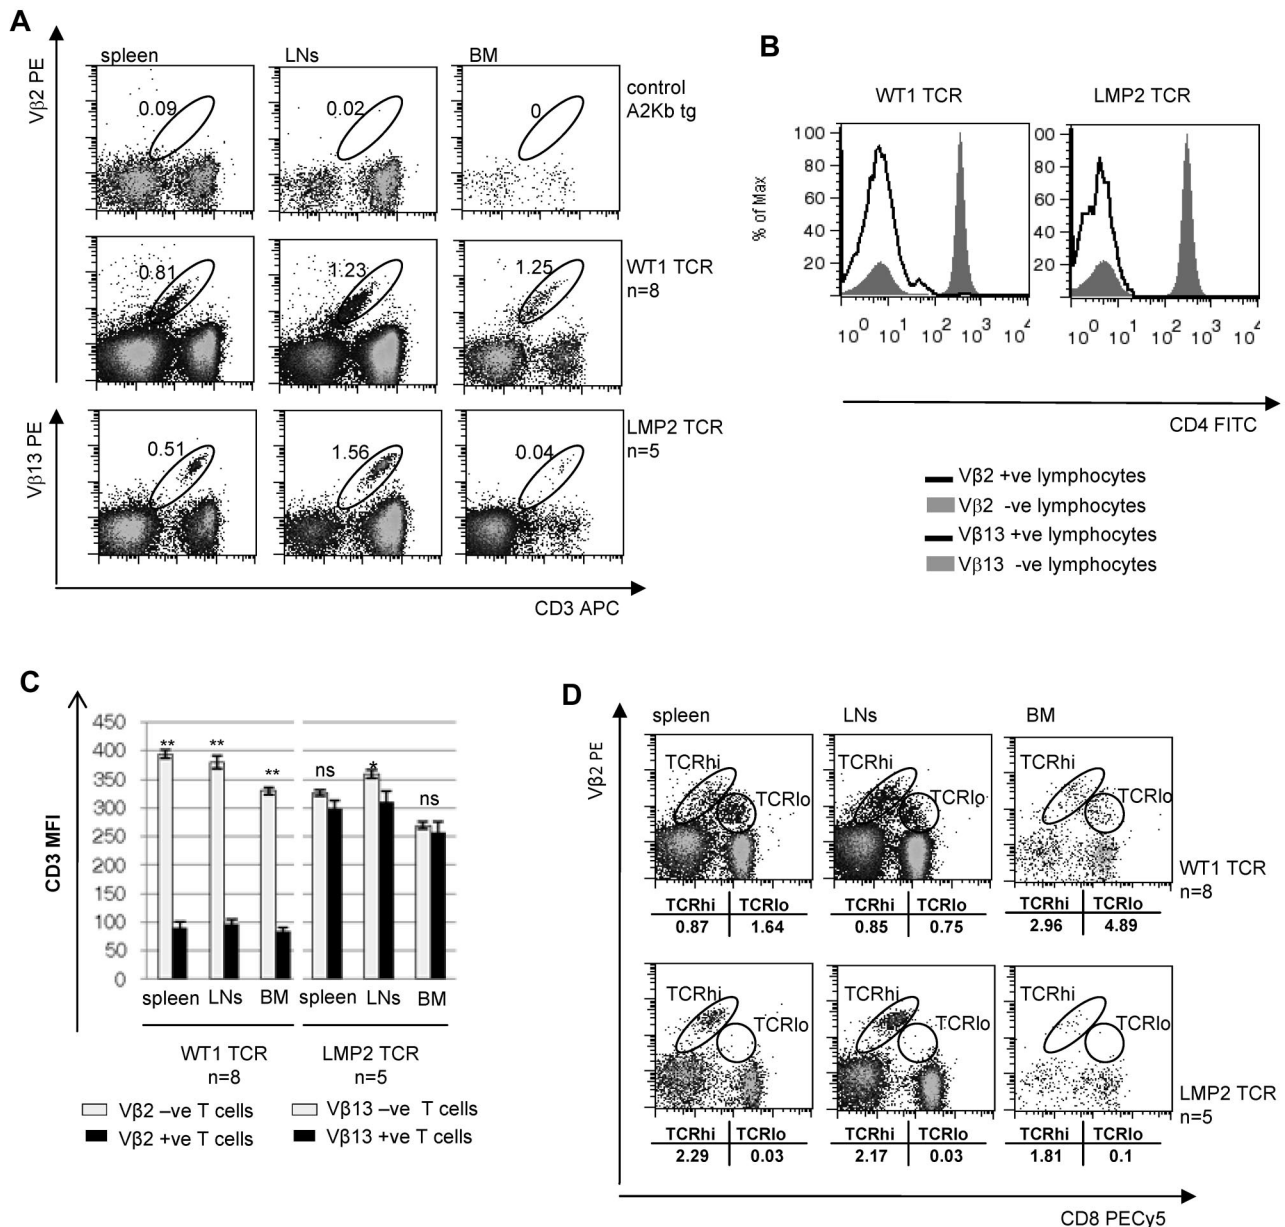 A
spleen
LNs
BM
Vβ2 PE
0.09
0.02
0
control
A2Kb tg
0.81
1.23
1.25
WT1 TCR
n=8
Vβ13 PE
0.51
1.56
0.04
LMP2 TCR
n=5
CD3 APC
B
WT1 TCR
LMP2 TCR
% of Max
100
80
60
40
20
00
80
60
40
20
10⁰ 10¹ 10² 10³ 10⁴
10⁰ 10¹ 10² 10³ 10⁴
CD4 FITC
Vβ2 +ve lymphocytes
Vβ2 -ve lymphocytes
Vβ13 +ve lymphocytes
Vβ13 -ve lymphocytes
C
CD3 MFI
450
400
350
300
250
200
150
100
50
0
** ** ** ns * ns
spleen LNs BM spleen LNs BM
WT1 TCR
n=8
LMP2 TCR
n=5
Vβ2 –ve T cells
Vβ2 +ve T cells
Vβ13 –ve T cells
Vβ13 +ve T cells
D
spleen
LNs
BM
Vβ2 PE
TCRhi
TCRlo
TCRhi
TCRlo
TCRhi
TCRlo
WT1 TCR
n=8
TCRhi TCRlo
0.87 1.64
TCRhi TCRlo
0.85 0.75
TCRhi TCRlo
2.96 4.89
TCRhi
TCRlo
TCRhi
TCRlo
TCRhi
TCRlo
LMP2 TCR
n=5
TCRhi TCRlo
2.29 0.03
TCRhi TCRlo
2.17 0.03
TCRhi TCRlo
1.81 0.1
CD8 PECy5